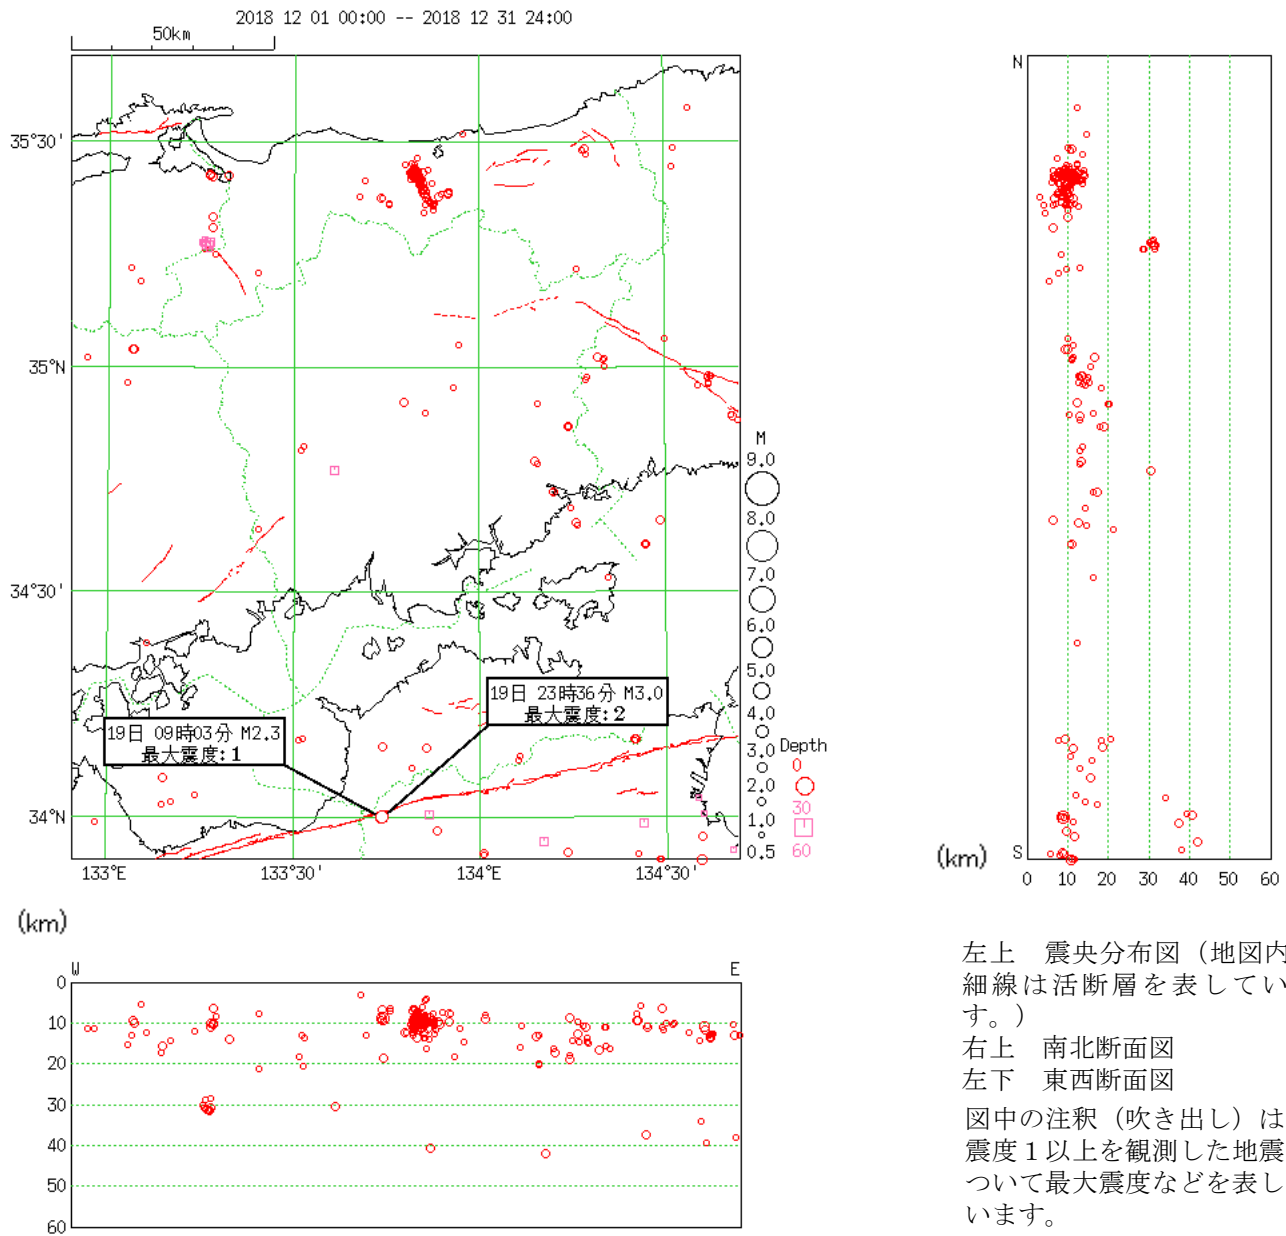 2018 12 01 00:00 -- 2018 12 31 24:00
50km
35°30'
35°N
34°30'
34°N
133°E
133°30'
134°E
134°30'
19日 23時36分 M3.0
最大震度:2
19日 09時03分 M2.3
最大震度:1
M
9.0
8.0
7.0
6.0
5.0
4.0
3.0
2.0
1.0
0.5
Depth
0
30
60
N
S
(km)
0 10 20 30 40 50 60
(km)
W
E
0
10
20
30
40
50
60
左上 震央分布図（地図内
細線は活断層を表してい
す。）
右上 南北断面図
左下 東西断面図
図中の注釈（吹き出し）は
震度１以上を観測した地震
ついて最大震度などを表し
います。